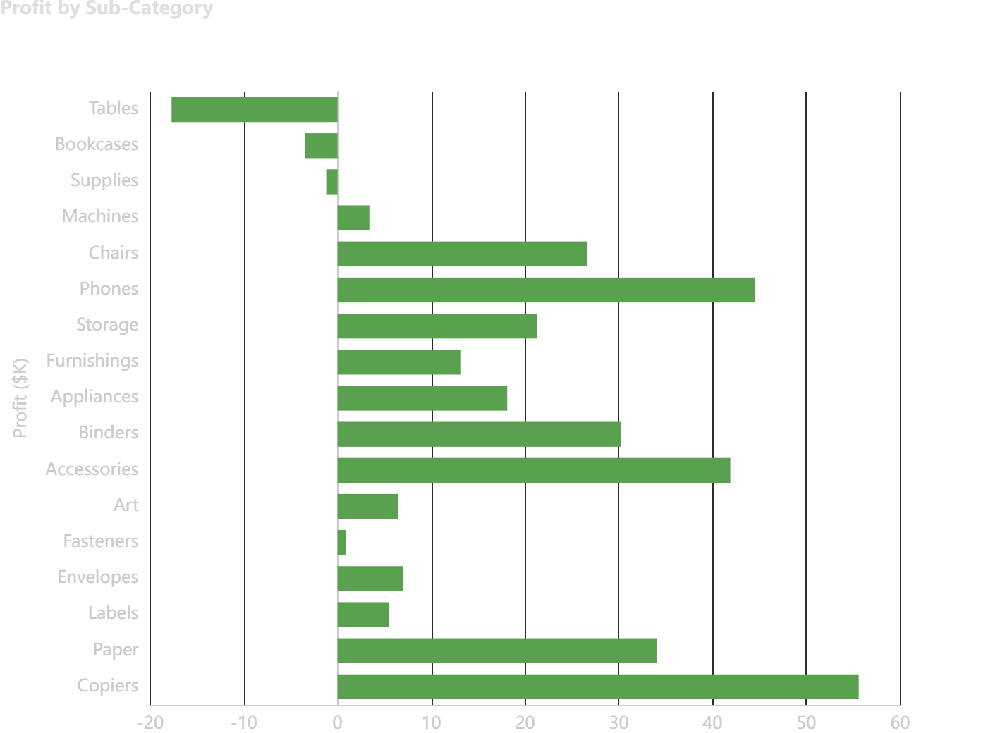 Profit by Sub-Category
Tables
Bookcases
Supplies
Machines
Chairs
Phones
Storage
Furnishings
Appliances
Binders
Accessories
Art
Fasteners
Envelopes
Labels
Paper
Copiers
Profit ($K)
-20 -10 0 10 20 30 40 50 60